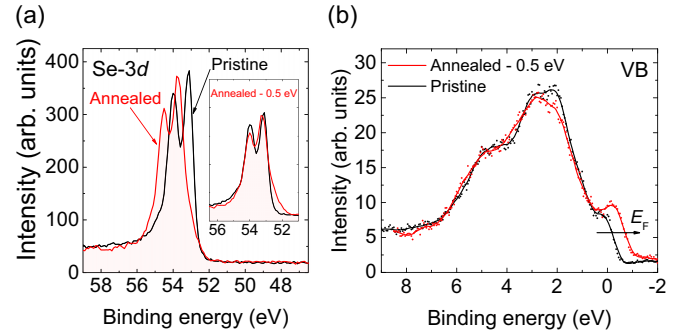 (a)
Intensity (arb. units)
400
300
200
100
0
Se-3d
Pristine
Annealed
Annealed - 0.5 eV
56 54 52
58 56 54 52 50 48
Binding energy (eV)
(b)
Intensity (arb. units)
30
25
20
15
10
5
0
Annealed - 0.5 eV
Pristine
VB
E_F
8 6 4 2 0 -2
Binding energy (eV)